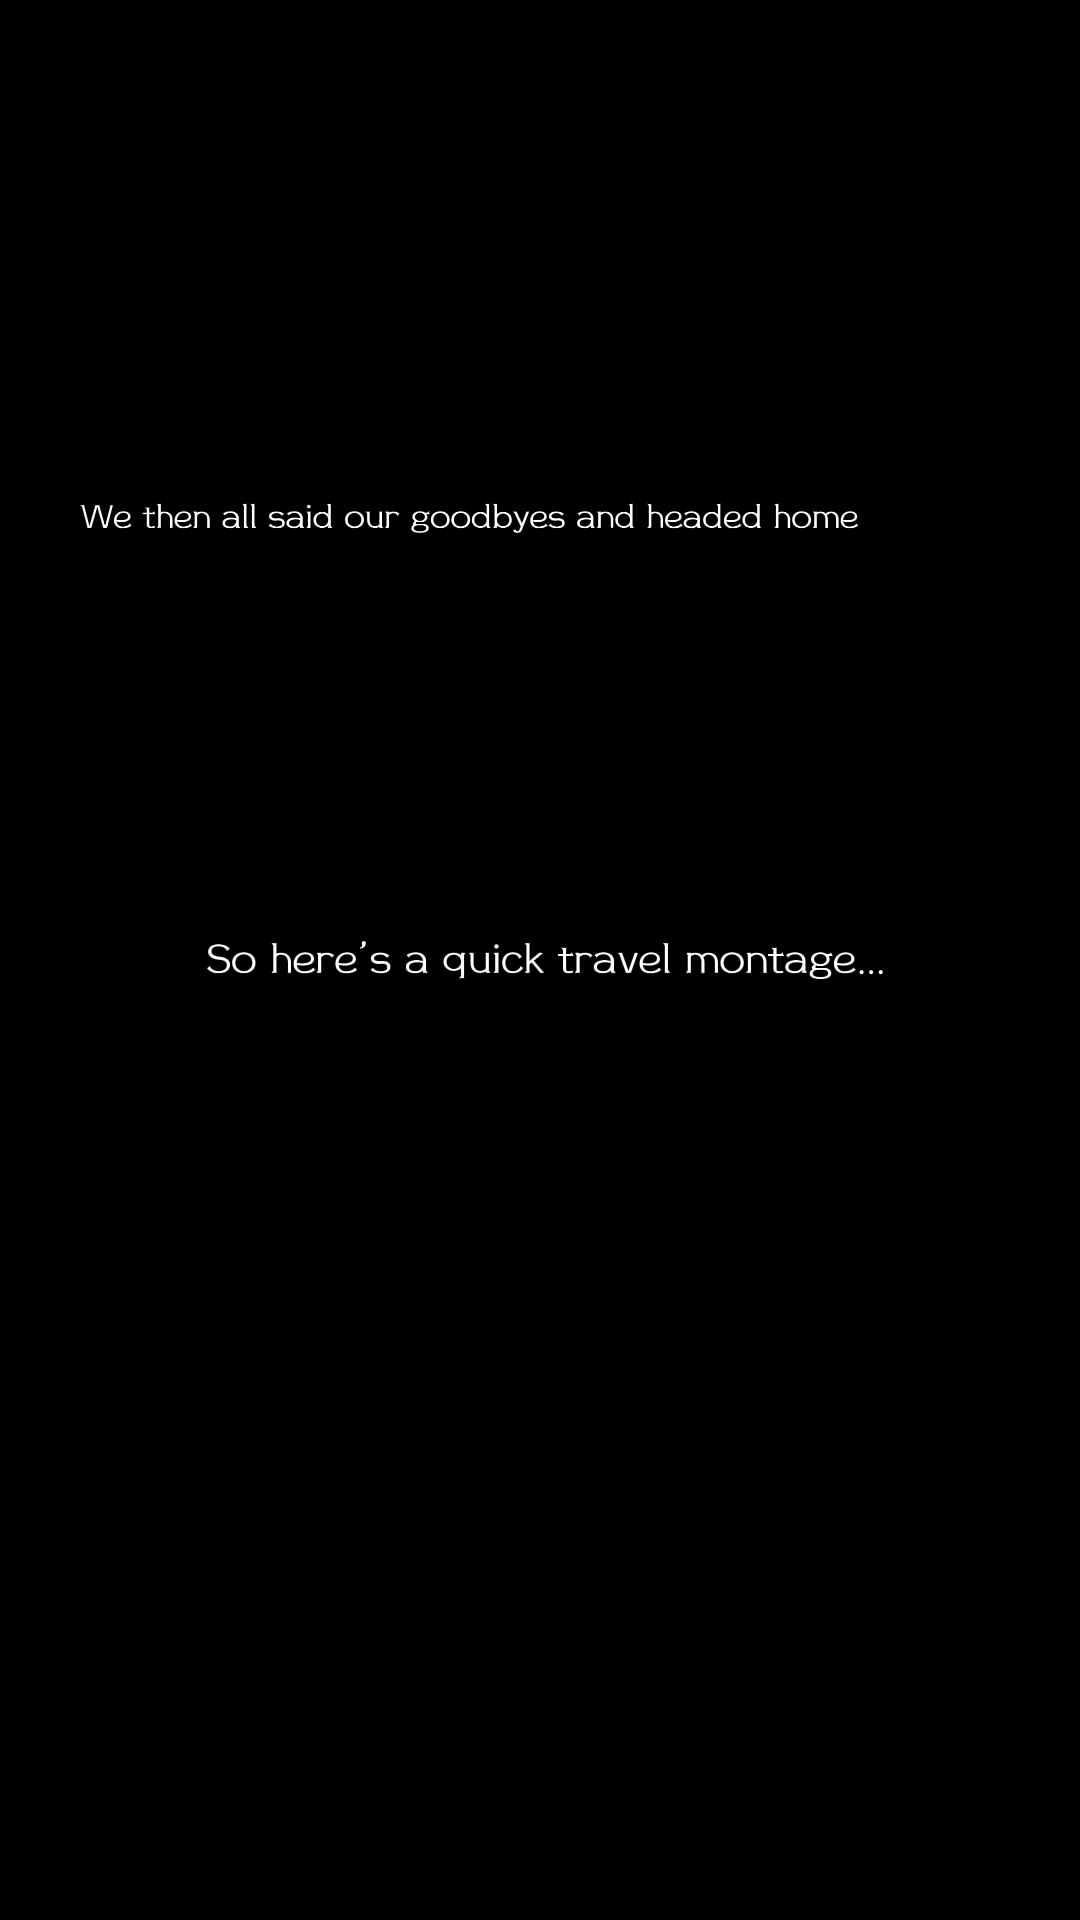 We then all said our goodbyes and headed home
So here's a quick travel montage...